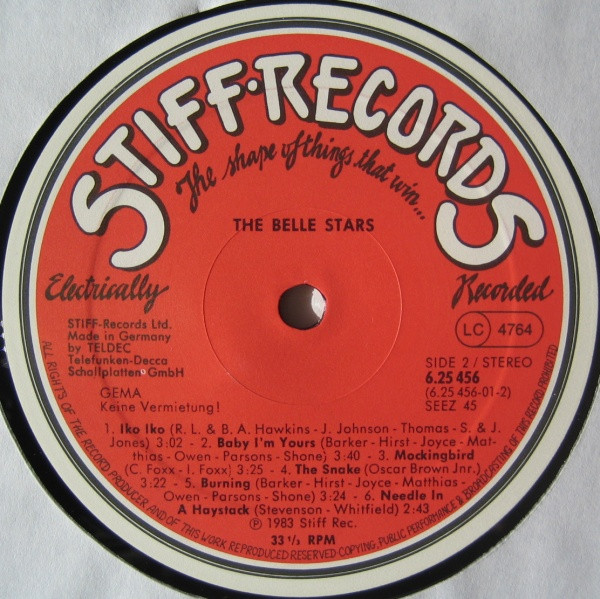 STIFF·RECORDS
The shape of things that win...
THE BELLE STARS
Electrically
Recorded
STIFF-Records Ltd.
Made in Germany
by TELDEC
Telefunken-Decca
Schallplatten GmbH
LC 4764
SIDE 2 / STEREO
6.25 456
(6.25 456-01-2)
SEEZ 45
GEMA
Keine Vermietung!
1. Iko Iko (R. L. & B. A. Hawkins - J. Johnson - Thomas - S. & J.
Jones) 3:02 - 2. Baby I'm Yours (Barker - Hirst - Joyce - Mat-
thias - Owen - Parsons - Shone) 3:40 - 3. Mockingbird
(C. Foxx - I. Foxx) 3:25 - 4. The Snake (Oscar Brown Jnr.)
3:22 - 5. Burning (Barker - Hirst - Joyce - Matthias -
Owen - Parsons - Shone) 3:24 - 6. Needle In
A Haystack (Stevenson - Whitfield) 2:43
℗ 1983 Stiff Rec.
33 1/3 RPM
ALL RIGHTS OF THE RECORD PRODUCER AND OF THIS WORK REPRODUCED RESERVED COPYING, PUBLIC PERFORMANCE & BROADCASTING OF THIS RECORD PROHIBITED/